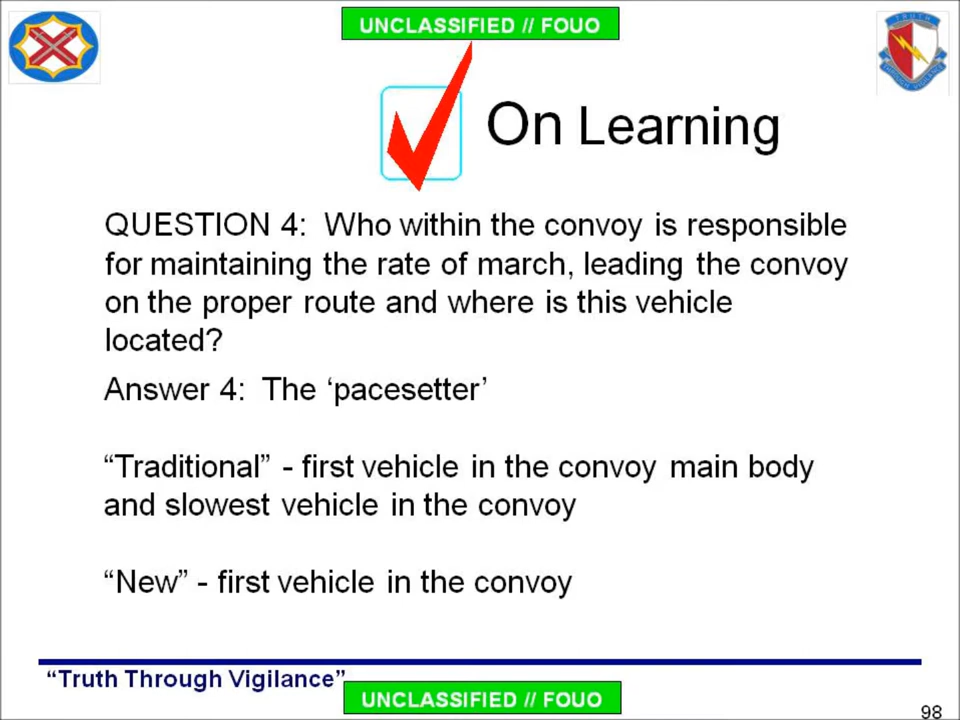 UNCLASSIFIED // FOUO
TRUTH
THROUGH VIGILANCE
On Learning
QUESTION 4: Who within the convoy is responsible
for maintaining the rate of march, leading the convoy
on the proper route and where is this vehicle
located?
Answer 4: The ‘pacesetter’
“Traditional” - first vehicle in the convoy main body
and slowest vehicle in the convoy
“New” - first vehicle in the convoy
“Truth Through Vigilance”
UNCLASSIFIED // FOUO
98